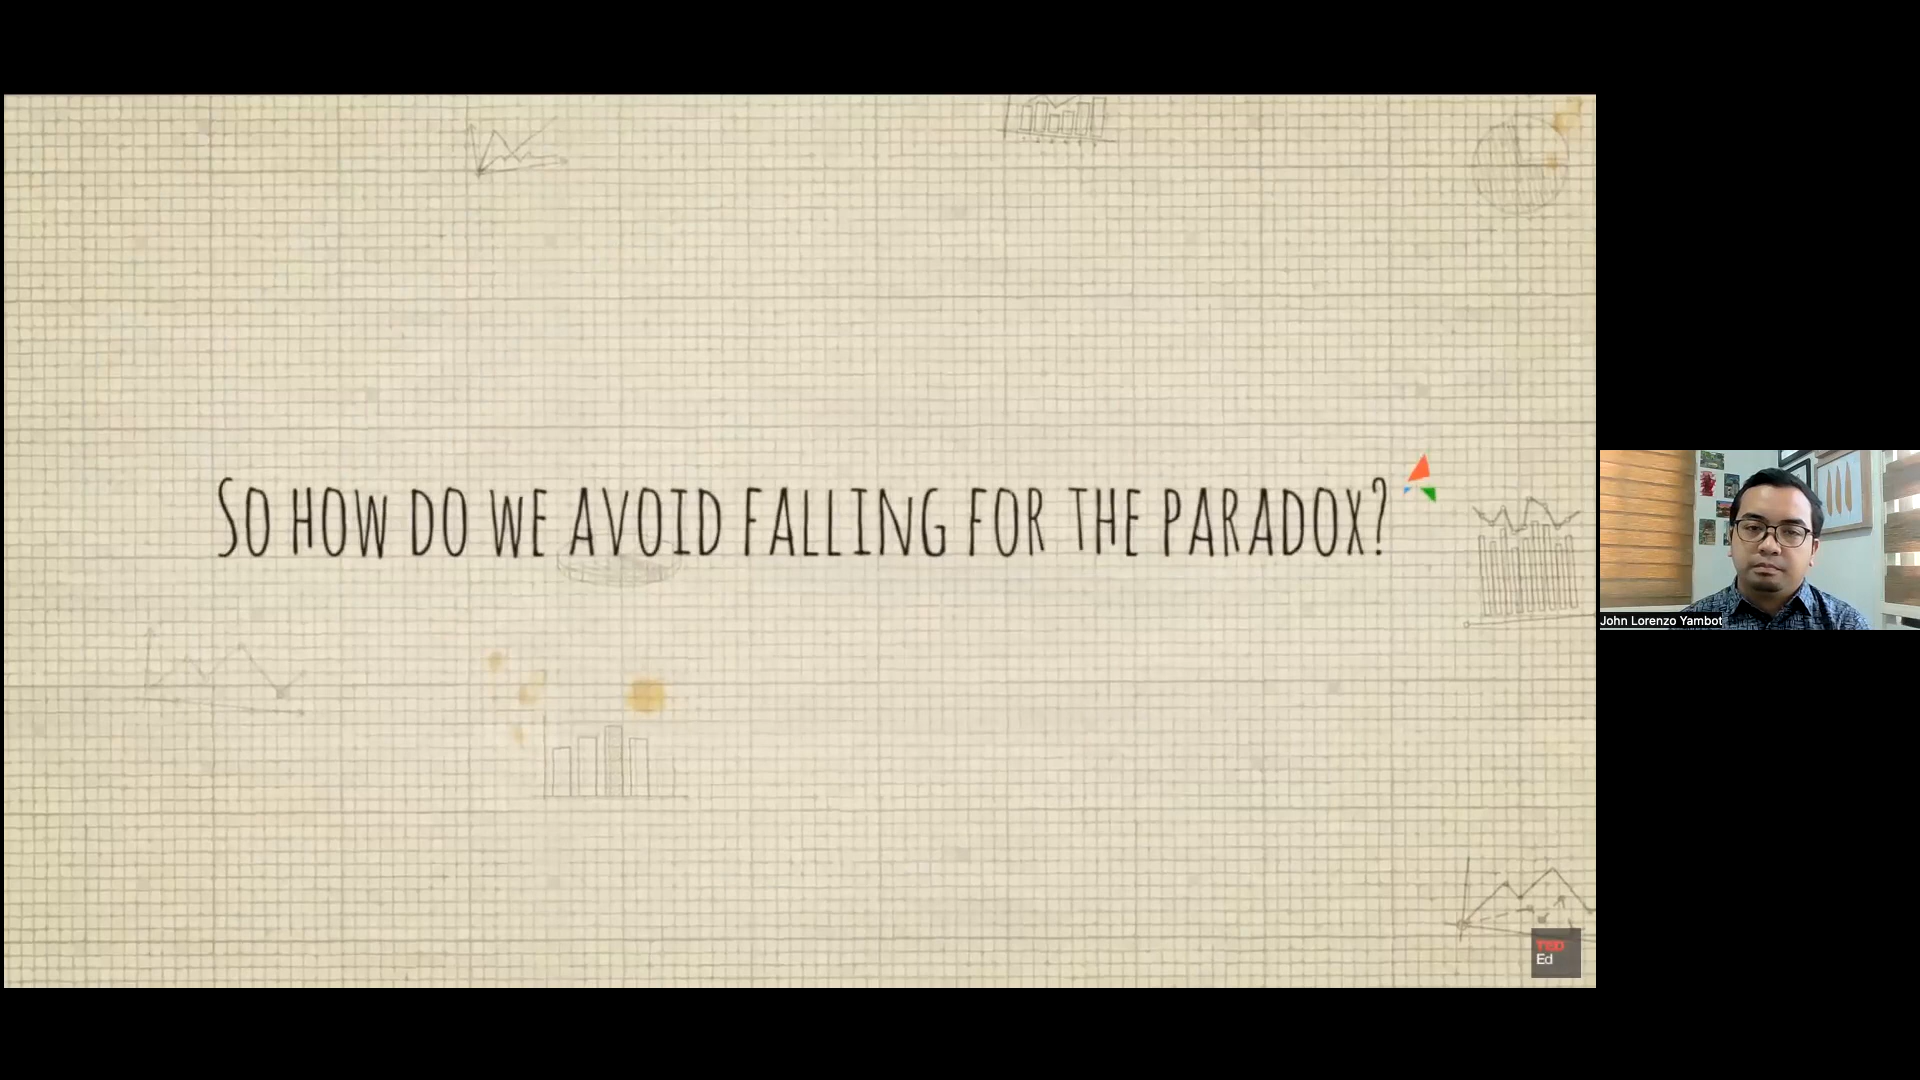 So how do we avoid falling for the paradox?
John Lorenzo Yambot
TED
Ed